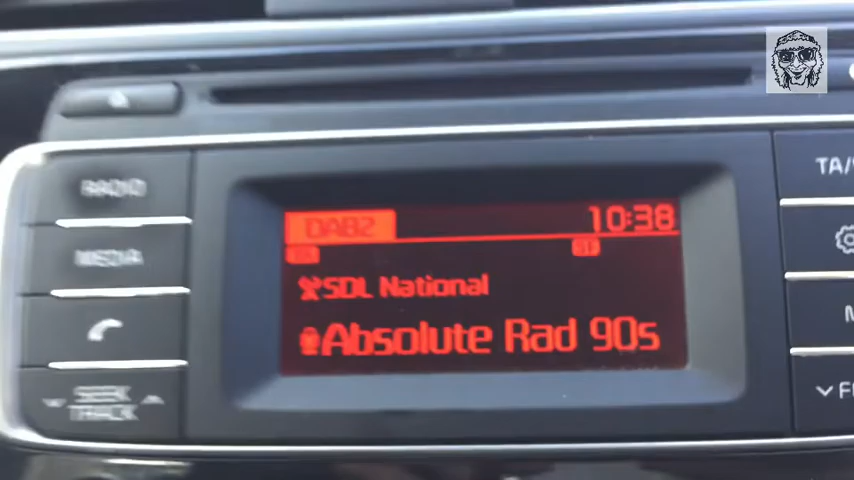 RADIO
MEDIA
SEEK
TRACK
DAB2
10:38
SDL National
Absolute Rad 90s
TA/